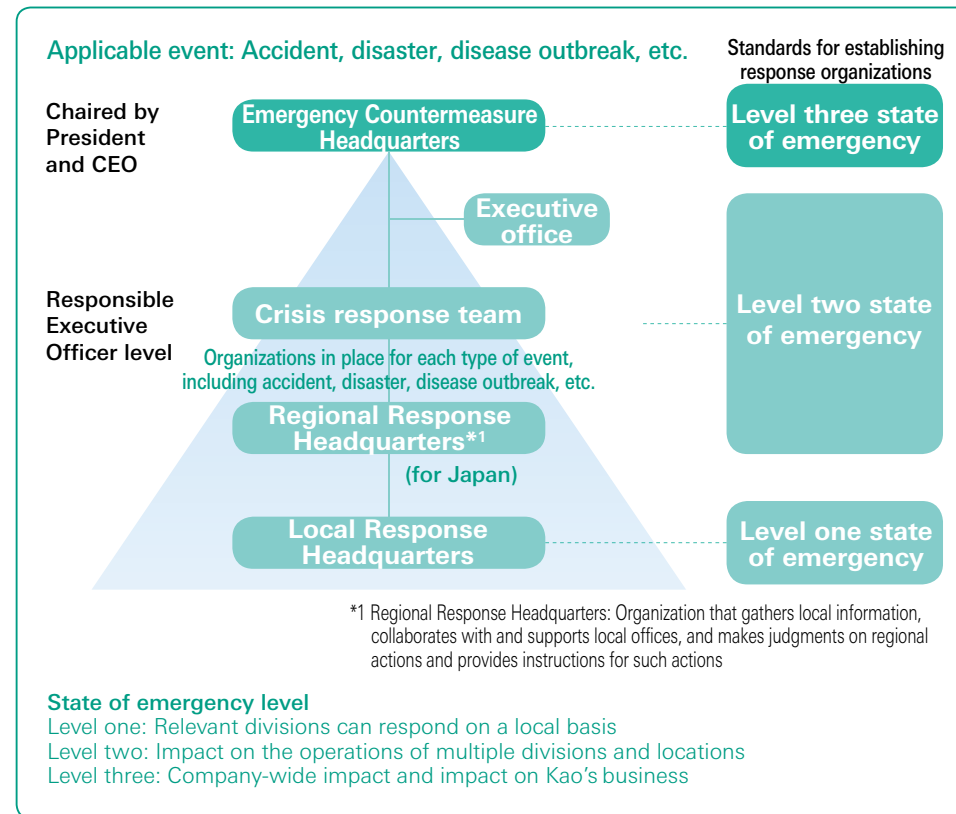 Applicable event: Accident, disaster, disease outbreak, etc.
Standards for establishing
response organizations
Chaired by
President
and CEO
Emergency Countermeasure
Headquarters
Level three state
of emergency
Executive
office
Responsible
Executive
Officer level
Crisis response team
Level two state
of emergency
Organizations in place for each type of event,
including accident, disaster, disease outbreak, etc.
Regional Response
Headquarters*1
(for Japan)
Local Response
Headquarters
Level one state
of emergency
*1 Regional Response Headquarters: Organization that gathers local information,
collaborates with and supports local offices, and makes judgments on regional
actions and provides instructions for such actions
State of emergency level
Level one: Relevant divisions can respond on a local basis
Level two: Impact on the operations of multiple divisions and locations
Level three: Company-wide impact and impact on Kao's business